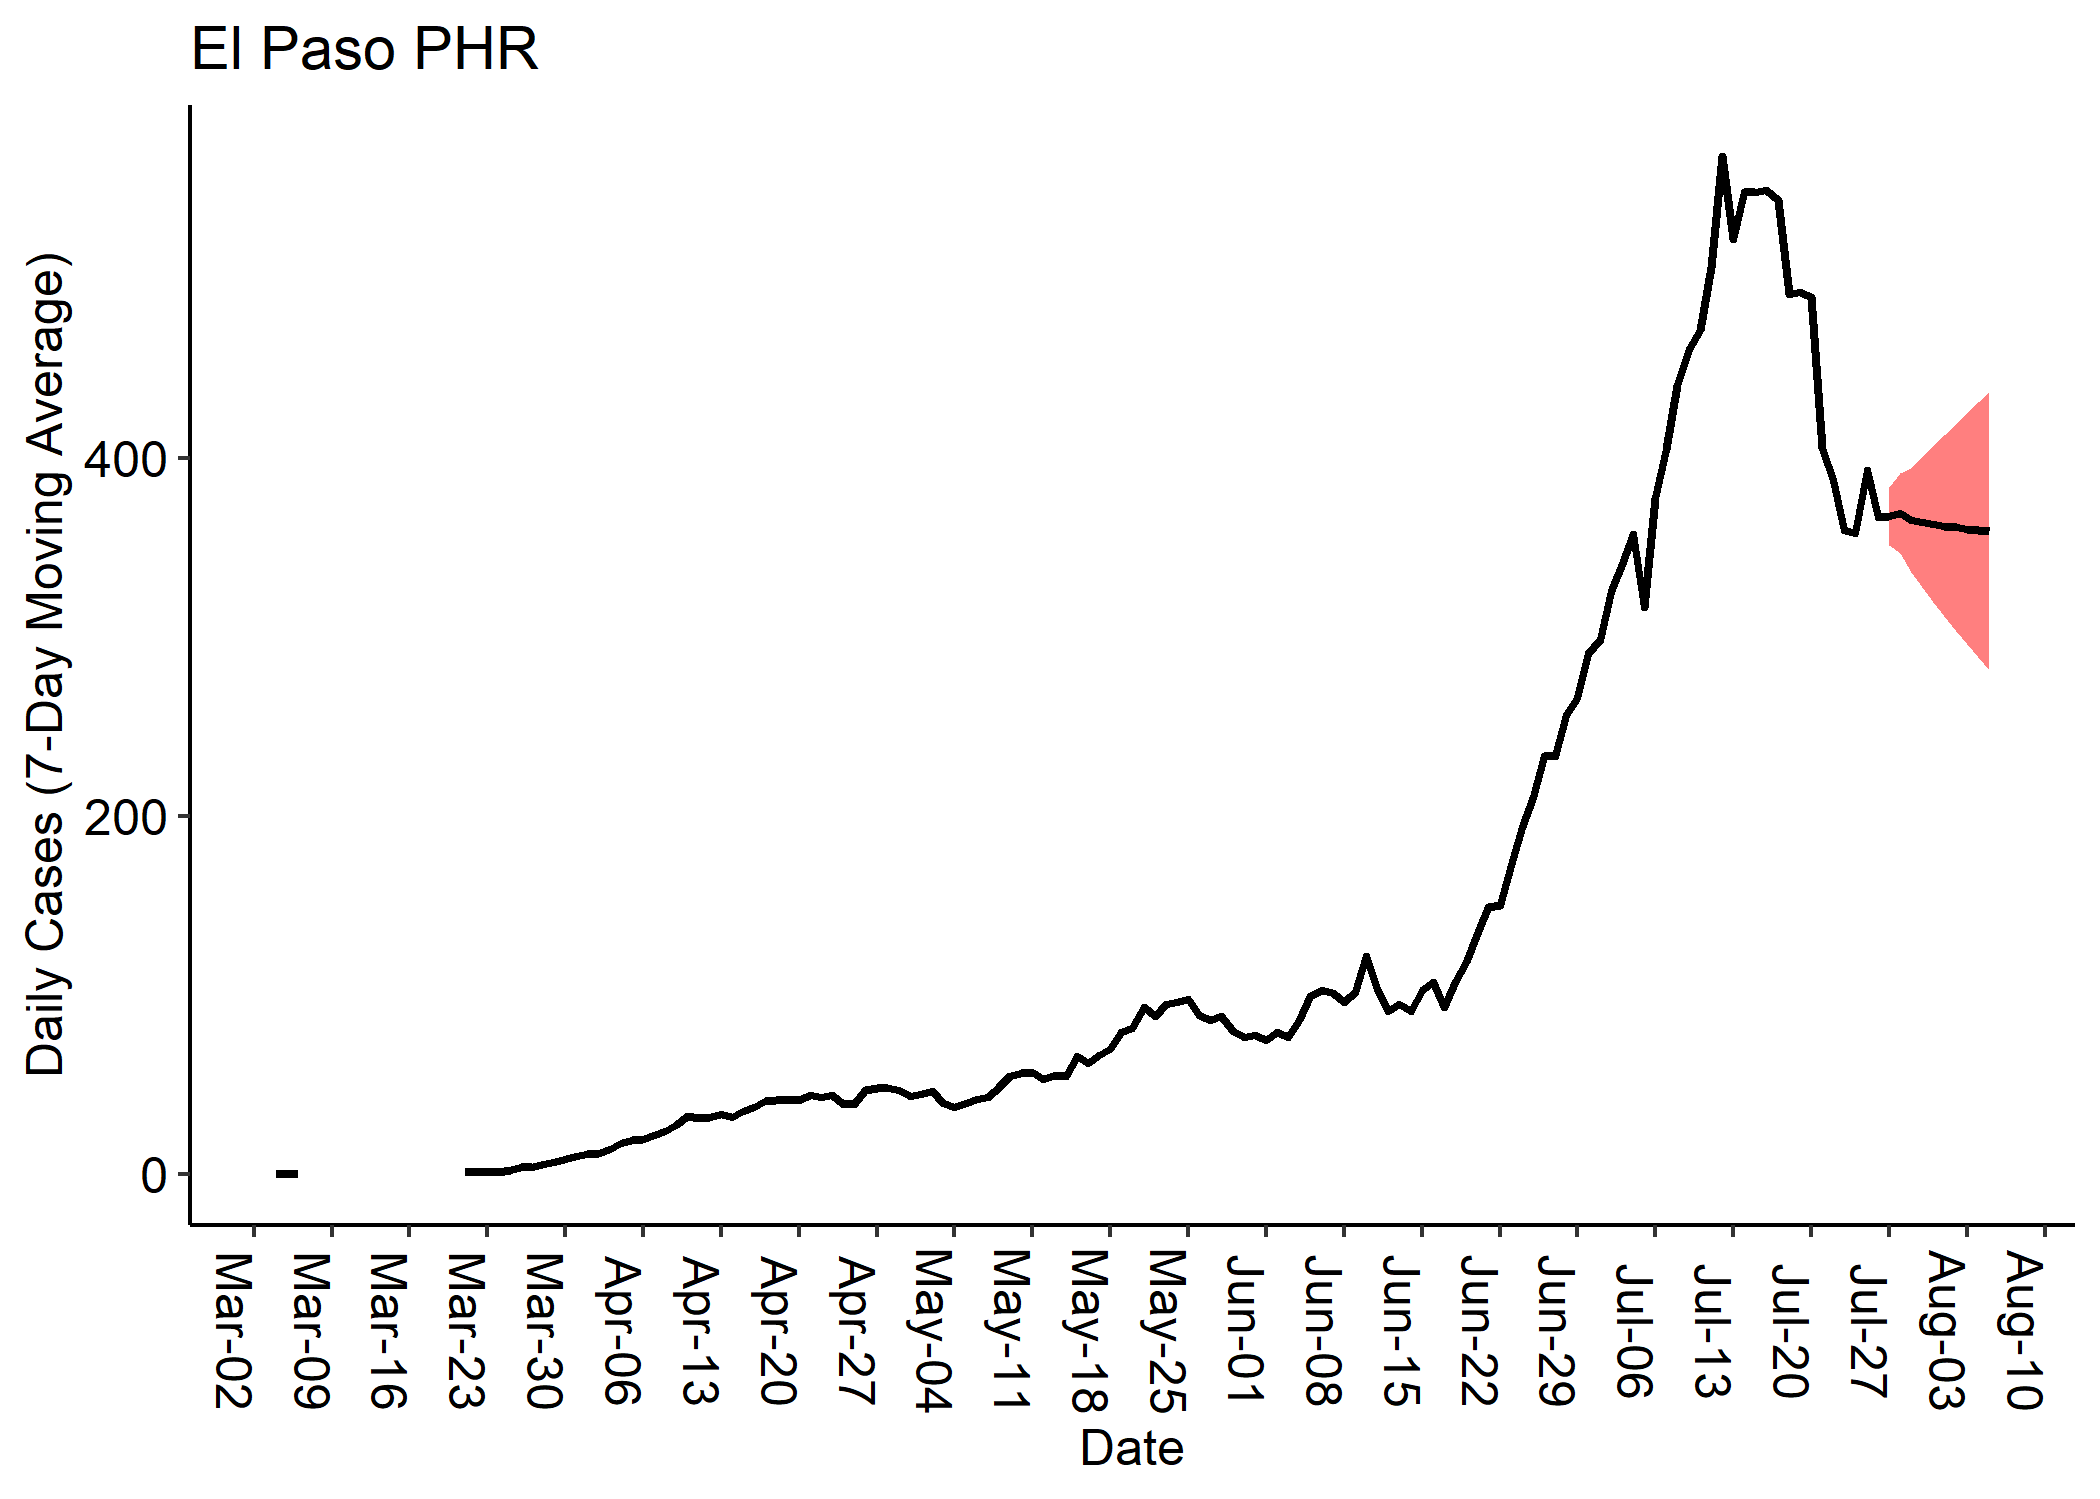 El Paso PHR
Daily Cases (7-Day Moving Average)
400
200
0
Mar-02
Mar-09
Mar-16
Mar-23
Mar-30
Apr-06
Apr-13
Apr-20
Apr-27
May-04
May-11
May-18
May-25
Jun-01
Jun-08
Jun-15
Jun-22
Jun-29
Jul-06
Jul-13
Jul-20
Jul-27
Aug-03
Aug-10
Date